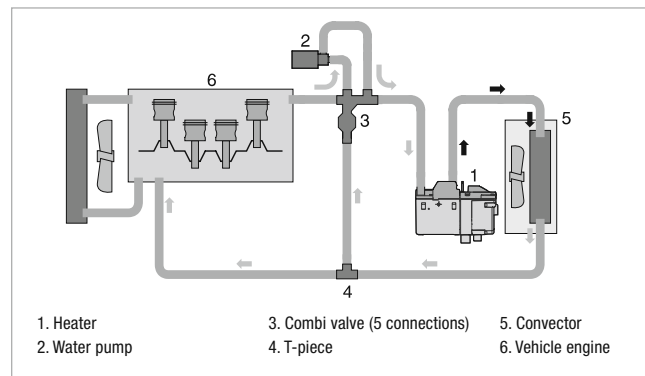 2
6
3
5
1
4
1. Heater
2. Water pump
3. Combi valve (5 connections)
4. T-piece
5. Convector
6. Vehicle engine